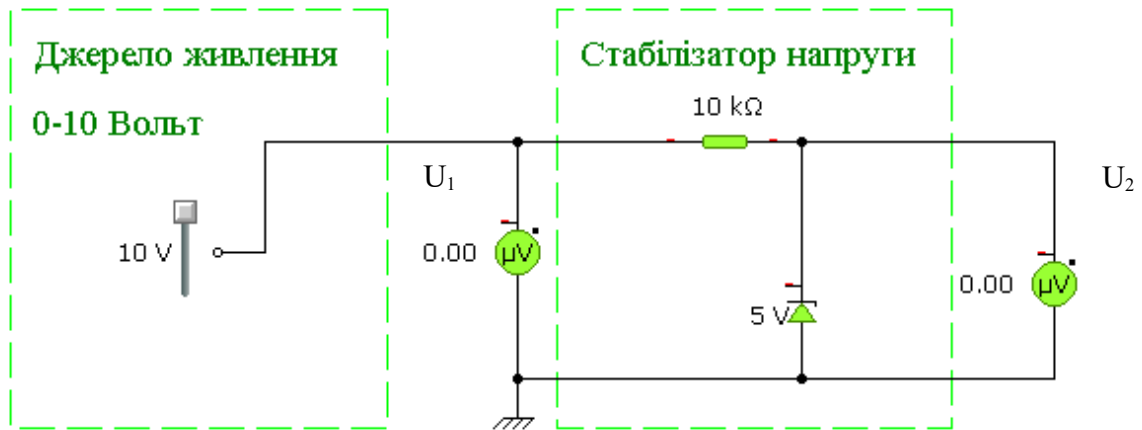 Джерело живлення
0-10 Вольт
Стабілізатор напруги
10 kΩ
U₁
U₂
10 V
0.00
μV
5 V
0.00
μV